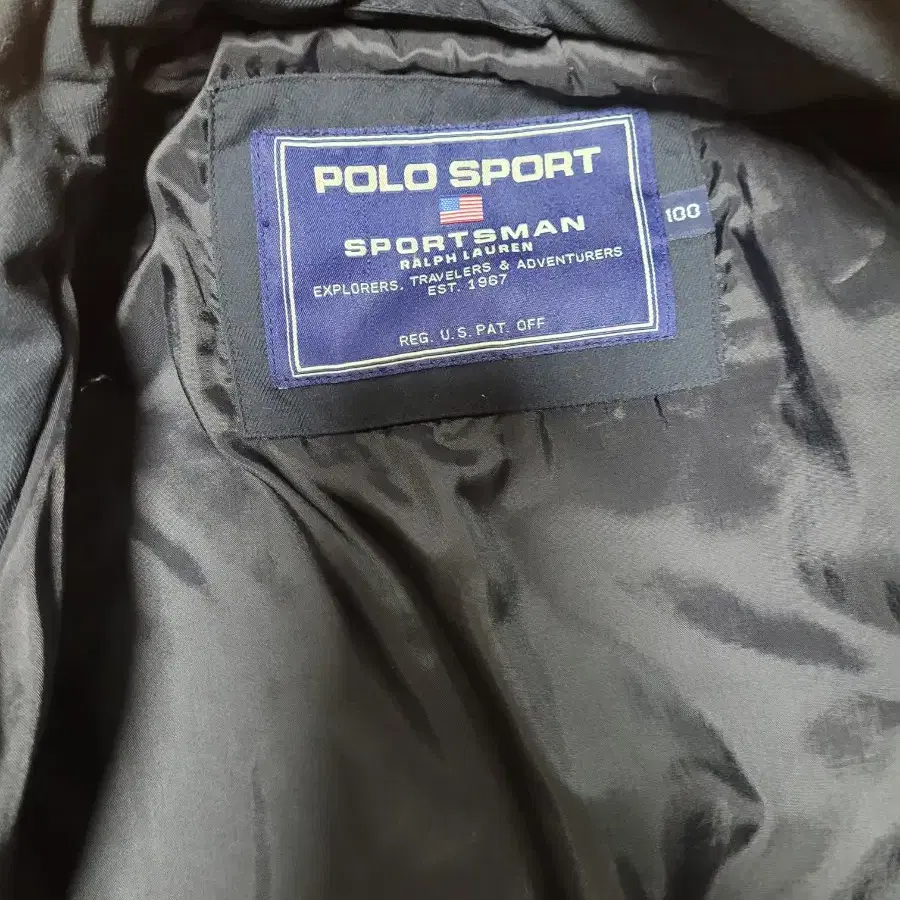 POLO SPORT
SPORTSMAN
RALPH LAUREN
EXPLORERS, TRAVELERS & ADVENTURERS
EST. 1967
REG. U.S. PAT. OFF
100